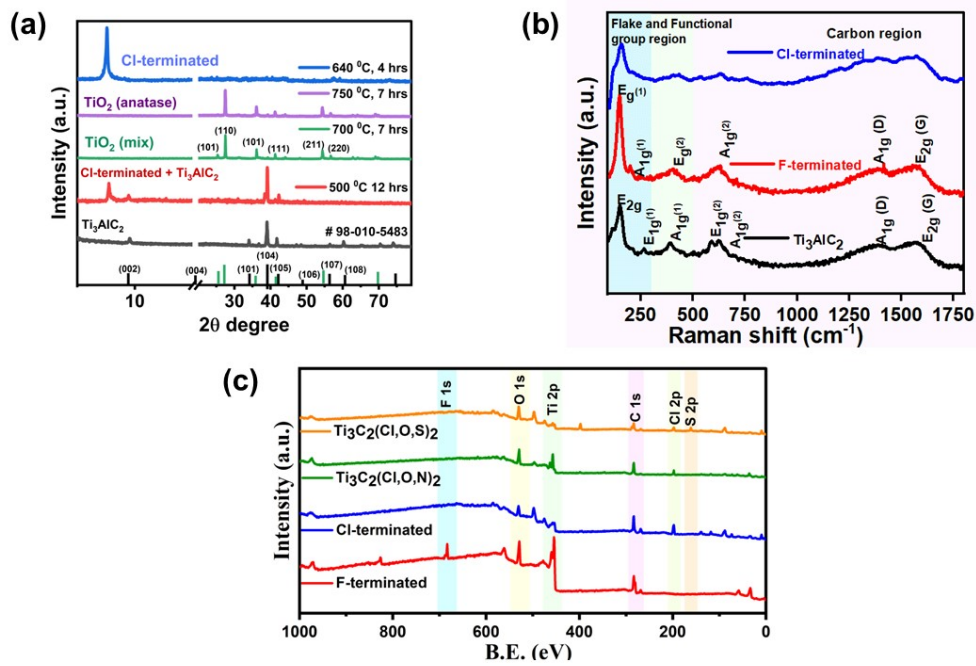 (a)
Cl-terminated
640 ⁰C, 4 hrs
TiO₂ (anatase)
750 ⁰C, 7 hrs
TiO₂ (mix)
(101)
(110)
(101)
(111)
(211)
(220)
700 ⁰C, 7 hrs
Cl-terminated + Ti₃AlC₂
500 ⁰C 12 hrs
Ti₃AlC₂
# 98-010-5483
(104)
(002)
(004)
(101)
(105)
(106)
(107)
(108)
10
30
40
50
60
70
2θ degree
Intensity (a.u.)
(b)
Flake and Functional
group region
Carbon region
Cl-terminated
Eg⁽¹⁾
A1g⁽¹⁾
Eg⁽²⁾
A1g⁽²⁾
F-terminated
A1g (D)
E2g (G)
E2g
E1g⁽¹⁾
A1g⁽¹⁾
E1g⁽²⁾
A1g⁽²⁾
Ti₃AlC₂
A1g (D)
E2g (G)
250
500
750
1000
1250
1500
1750
Raman shift (cm⁻¹)
Intensity (a.u.)
(c)
F 1s
O 1s
Ti 2p
C 1s
Cl 2p
S 2p
Ti₃C₂(Cl,O,S)₂
Ti₃C₂(Cl,O,N)₂
Cl-terminated
F-terminated
1000
800
600
400
200
0
B.E. (eV)
Intensity (a.u.)